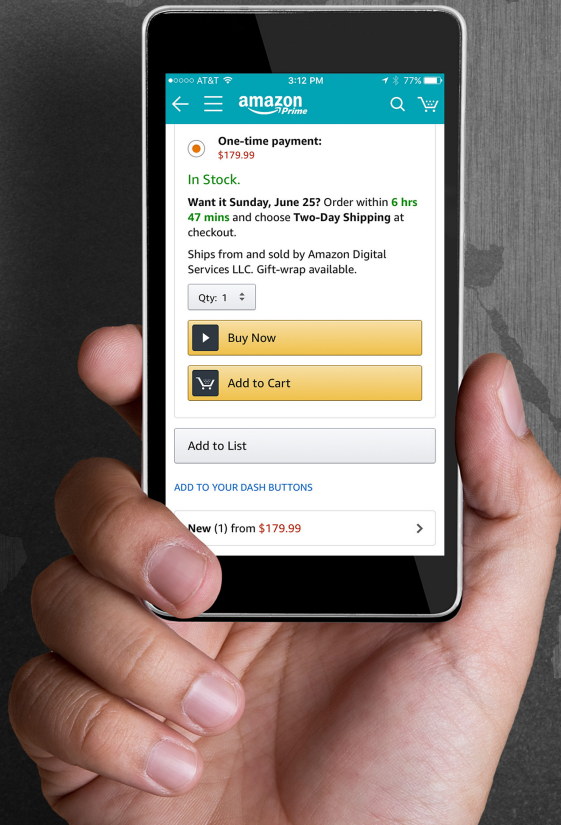 AT&T 3:12 PM 77%
amazon
Prime
One-time payment:
$179.99
In Stock.
Want it Sunday, June 25? Order within 6 hrs
47 mins and choose Two-Day Shipping at
checkout.
Ships from and sold by Amazon Digital
Services LLC. Gift-wrap available.
Qty: 1
Buy Now
Add to Cart
Add to List
ADD TO YOUR DASH BUTTONS
New (1) from $179.99